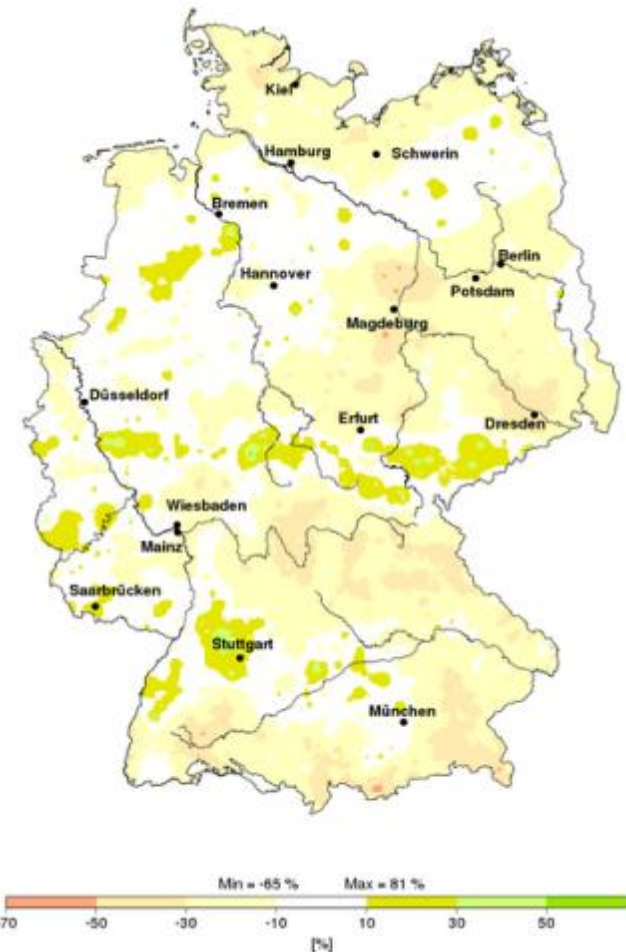 Kiel
Hamburg
Schwerin
Bremen
Berlin
Hannover
Potsdam
Magdeburg
Düsseldorf
Erfurt
Dresden
Wiesbaden
Mainz
Saarbrücken
Stuttgart
München
Min = -65 % Max = 81 %
70 -50 -30 -10 10 30 50
[%]